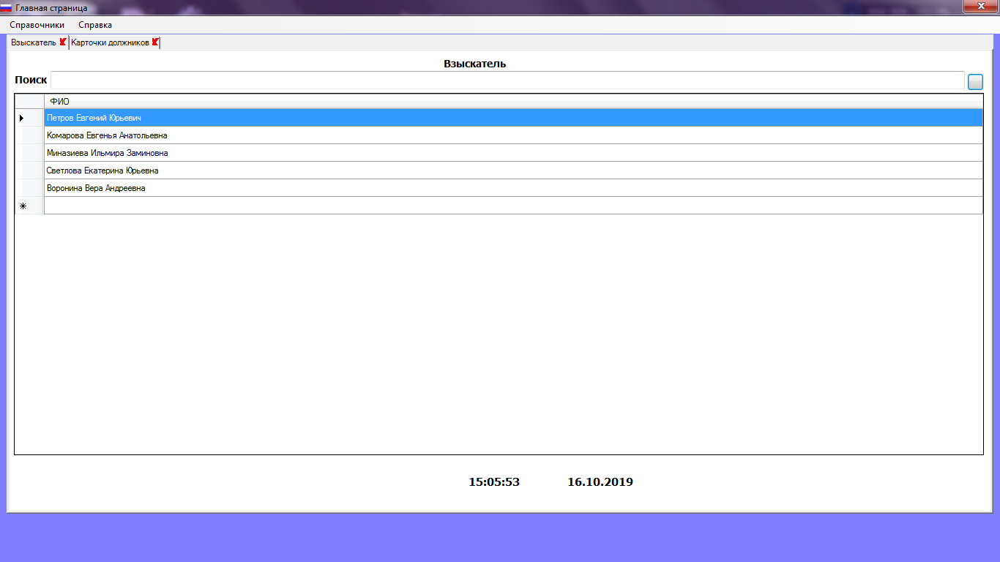 Главная страница
Справочники Справка
Взыскатель Карточки должников
Взыскатель
Поиск
ФИО
Петров Евгений Юрьевич
Комарова Евгенья Анатольевна
Миназиева Ильмира Заминовна
Светлова Екатерина Юрьевна
Воронина Вера Андреевна
15:05:53 16.10.2019